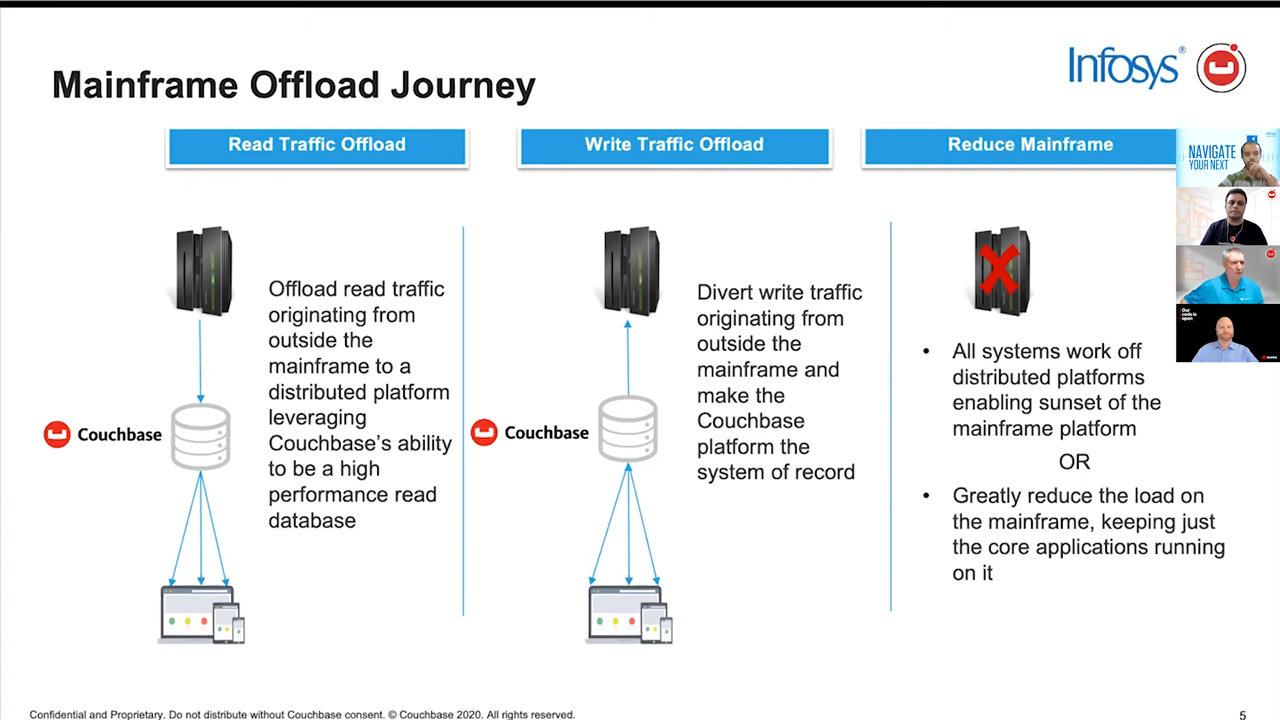 Mainframe Offload Journey
Infosys®
Read Traffic Offload
Write Traffic Offload
Reduce Mainframe
NAVIGATE
YOUR NEXT
Our
code is
open
Offload read traffic
originating from
outside the
mainframe to a
distributed platform
leveraging
Couchbase's ability
to be a high
performance read
database
Couchbase
Divert write traffic
originating from
outside the
mainframe and
make the
Couchbase
platform the
system of record
Couchbase
• All systems work off
distributed platforms
enabling sunset of the
mainframe platform
OR
• Greatly reduce the load on
the mainframe, keeping just
the core applications running
on it
Confidential and Proprietary. Do not distribute without Couchbase consent. © Couchbase 2020. All rights reserved.
5